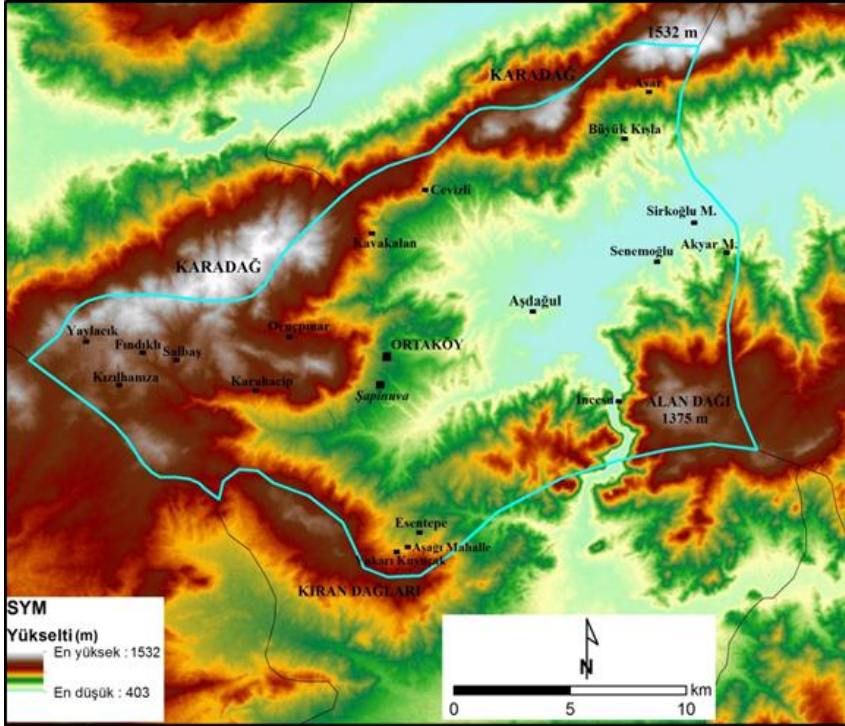 1532 m
KARADAĞ
Asar
Büyük Kışla
Cevizli
Sirkoğlu M.
Kavakalan
Akyar M.
Senemoğlu
KARADAĞ
Aşdağul
Oruçpınar
Yaylacık
Fındıklı
Salbaş
ORTAKÖY
Kızılhamza
Karahacip
Şapinuva
İncesu
ALAN DAĞI
1375 m
Esentepe
Aşağı Mahalle
Yukarı Kuyucak
KIRAN DAĞLARI
SYM
Yükselti (m)
En yüksek : 1532
En düşük : 403
N
km
0 5 10